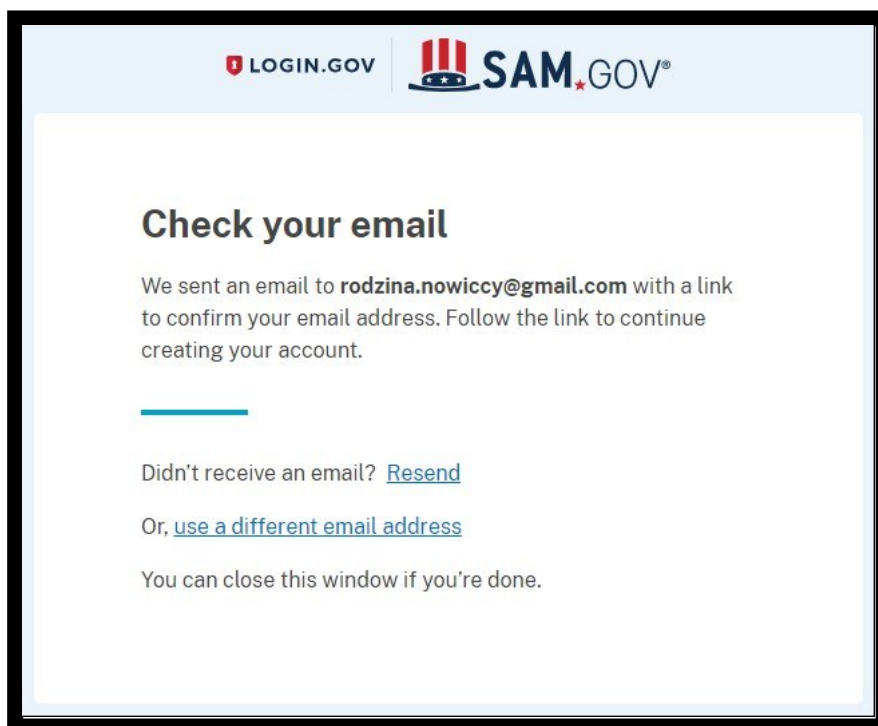 LOGIN.GOV SAM.GOV®
Check your email
We sent an email to rodzina.nowiccy@gmail.com with a link
to confirm your email address. Follow the link to continue
creating your account.
Didn't receive an email? Resend
Or, use a different email address
You can close this window if you're done.